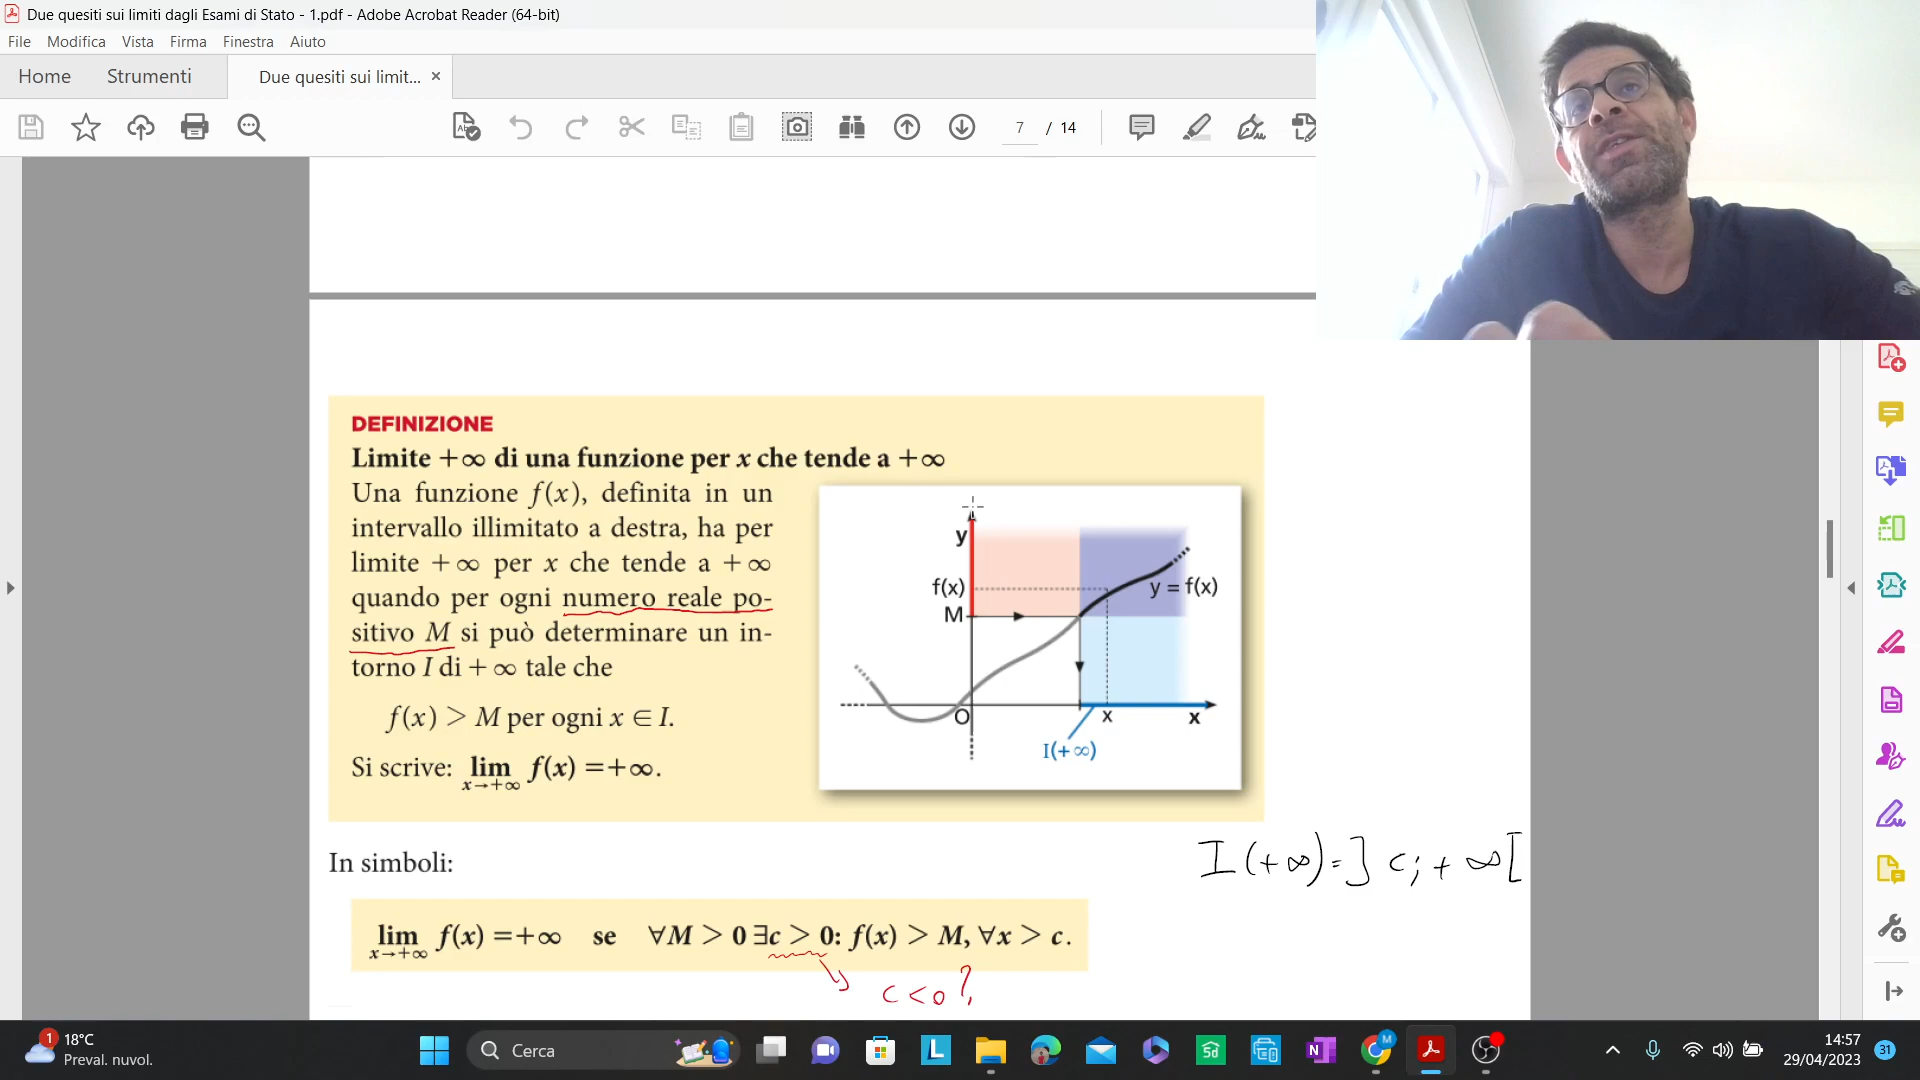 Due quesiti sui limiti dagli Esami di Stato - 1.pdf - Adobe Acrobat Reader (64-bit)
File Modifica Vista Firma Finestra Aiuto
Home Strumenti Due quesiti sui limit... ×
7 / 14
DEFINIZIONE
Limite +∞ di una funzione per x che tende a +∞
Una funzione f(x), definita in un
intervallo illimitato a destra, ha per
limite +∞ per x che tende a +∞
quando per ogni numero reale po-
sitivo M si può determinare un in-
torno I di +∞ tale che
f(x) > M per ogni x ∈ I.
Si scrive: lim x→+∞ f(x) = +∞.
y
f(x)
M
y = f(x)
O
x
x
I(+∞)
I(+∞)=]c;+∞[
In simboli:
lim x→+∞ f(x) = +∞ se ∀M > 0 ∃c > 0: f(x) > M, ∀x > c.
c<0?
1
18°C
Preval. nuvol.
Cerca
L
N
M
14:57
29/04/2023
31